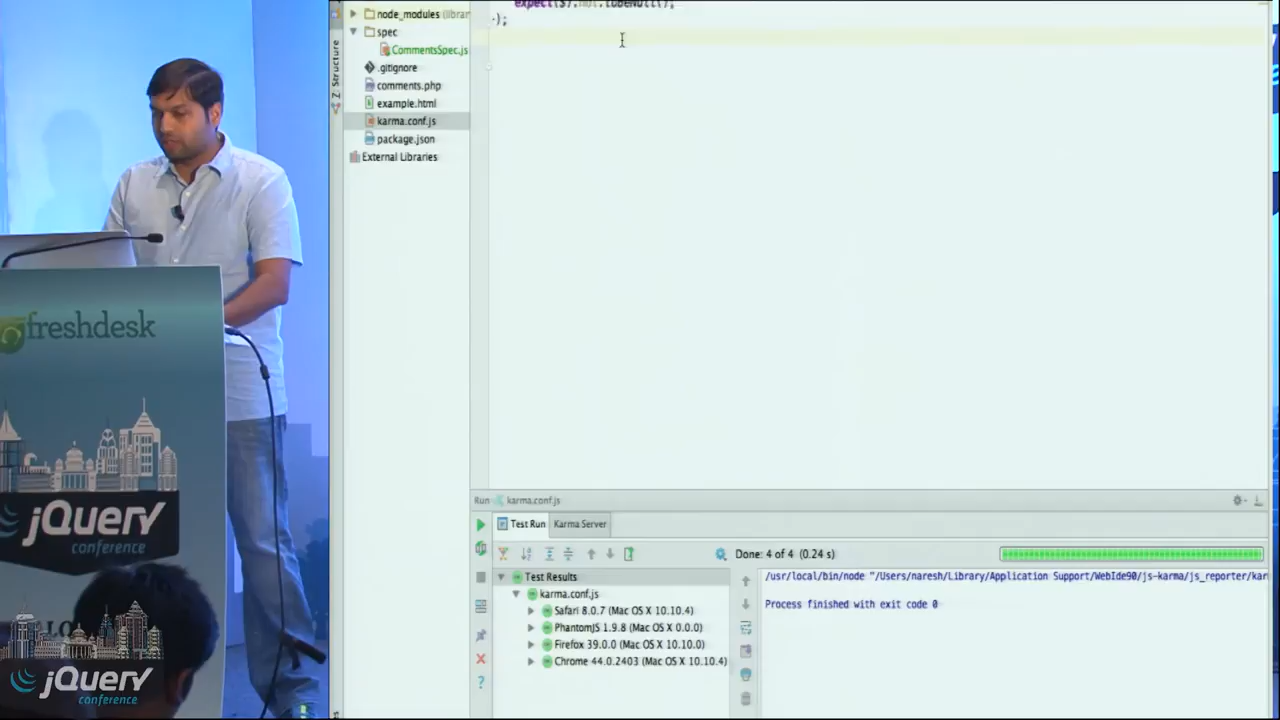 freshdesk
jQuery
conference
jQuery
conference
Z: Structure
node_modules (librar
spec
CommentsSpec.js
.gitignore
comments.php
example.html
karma.conf.js
package.json
External Libraries
expect($).not.toBeNull();
});
Run karma.conf.js
Test Run
Karma Server
Done: 4 of 4 (0.24 s)
Test Results
karma.conf.js
Safari 8.0.7 (Mac OS X 10.10.4)
PhantomJS 1.9.8 (Mac OS X 0.0.0)
Firefox 39.0.0 (Mac OS X 10.10.0)
Chrome 44.0.2403 (Mac OS X 10.10.4)
/usr/local/bin/node "/Users/naresh/Library/Application Support/WebIde90/js-karma/js_reporter/kar
Process finished with exit code 0